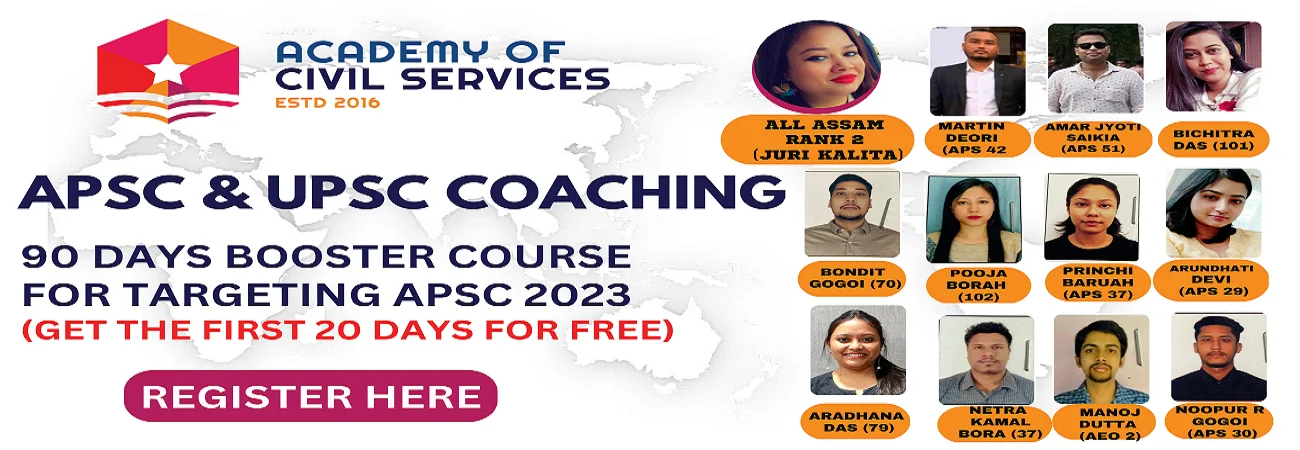 ACADEMY OF
CIVIL SERVICES
ESTD 2016
APSC & UPSC COACHING
90 DAYS BOOSTER COURSE
FOR TARGETING APSC 2023
(GET THE FIRST 20 DAYS FOR FREE)
REGISTER HERE
ALL ASSAM
RANK 2
(JURI KALITA)
MARTIN
DEORI
(APS 42
AMAR JYOTI
SAIKIA
(APS 51)
BICHITRA
DAS (101)
BONDIT
GOGOI (70)
POOJA
BORAH
(102)
PRINCHI
BARUAH
(APS 37)
ARUNDHATI
DEVI
(APS 29)
ARADHANA
DAS (79)
NETRA
KAMAL
BORA (37)
MANOJ
DUTTA
(AEO 2)
NOOPUR R
GOGOI
(APS 30)